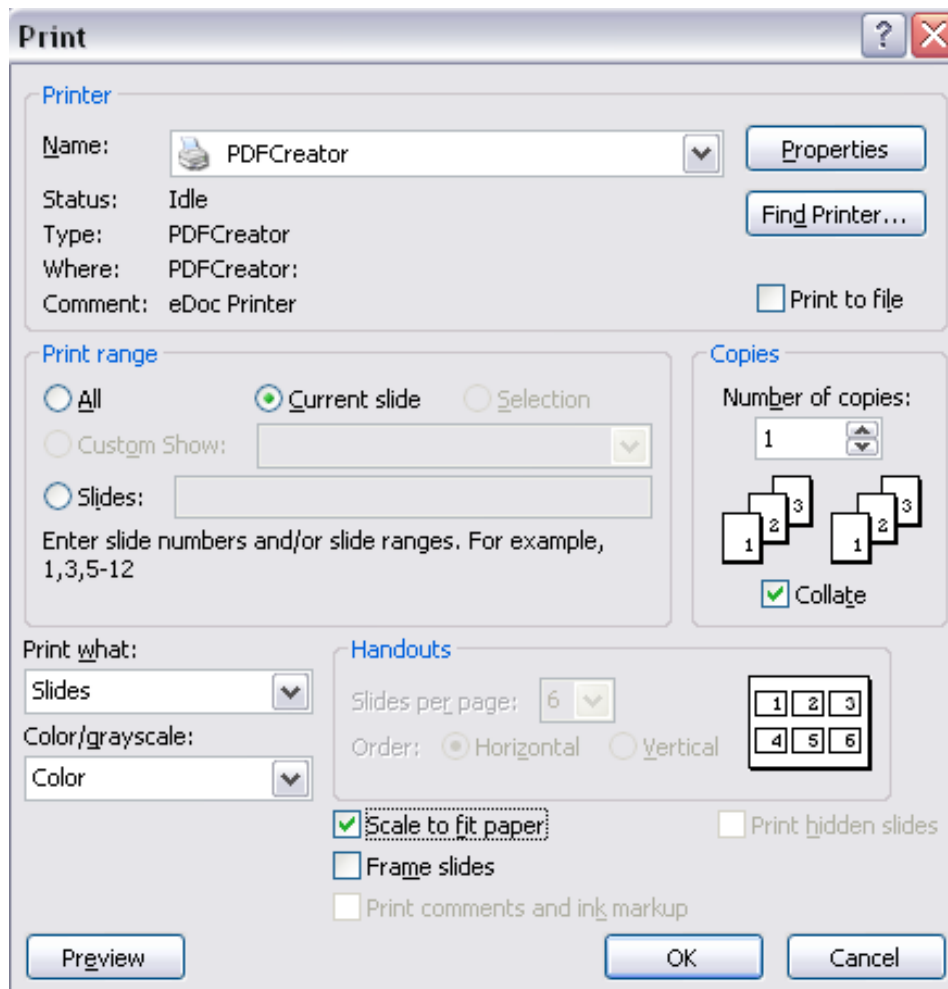 Print
Printer
Name: PDFCreator Properties
Status: Idle Find Printer...
Type: PDFCreator
Where: PDFCreator:
Comment: eDoc Printer Print to file
Print range
All Current slide Selection
Custom Show:
Slides:
Enter slide numbers and/or slide ranges. For example,
1,3,5-12
Copies
Number of copies:
1
1 2 3 1 2 3
Collate
Print what:
Slides
Color/grayscale:
Color
Handouts
Slides per page: 6
Order: Horizontal Vertical
1 2 3
4 5 6
Scale to fit paper Print hidden slides
Frame slides
Print comments and ink markup
Preview OK Cancel